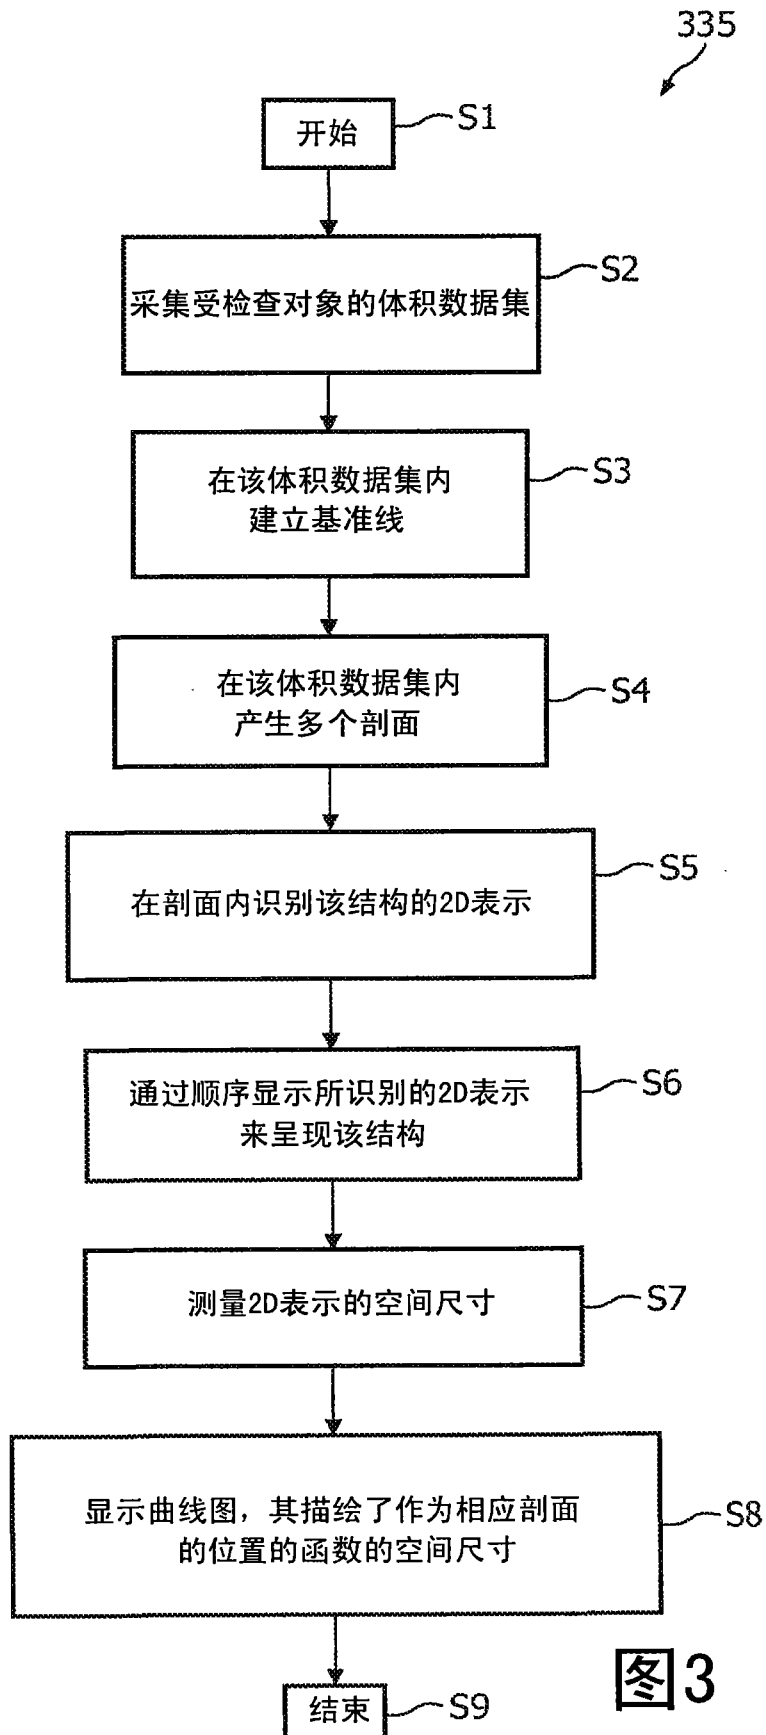 335
开始
S1
采集受检查对象的体积数据集
S2
在该体积数据集内
建立基准线
S3
在该体积数据集内
产生多个剖面
S4
在剖面内识别该结构的2D表示
S5
通过顺序显示所识别的2D表示
来呈现该结构
S6
测量2D表示的空间尺寸
S7
显示曲线图，其描绘了作为相应剖面
的位置的函数的空间尺寸
S8
结束
S9
图3